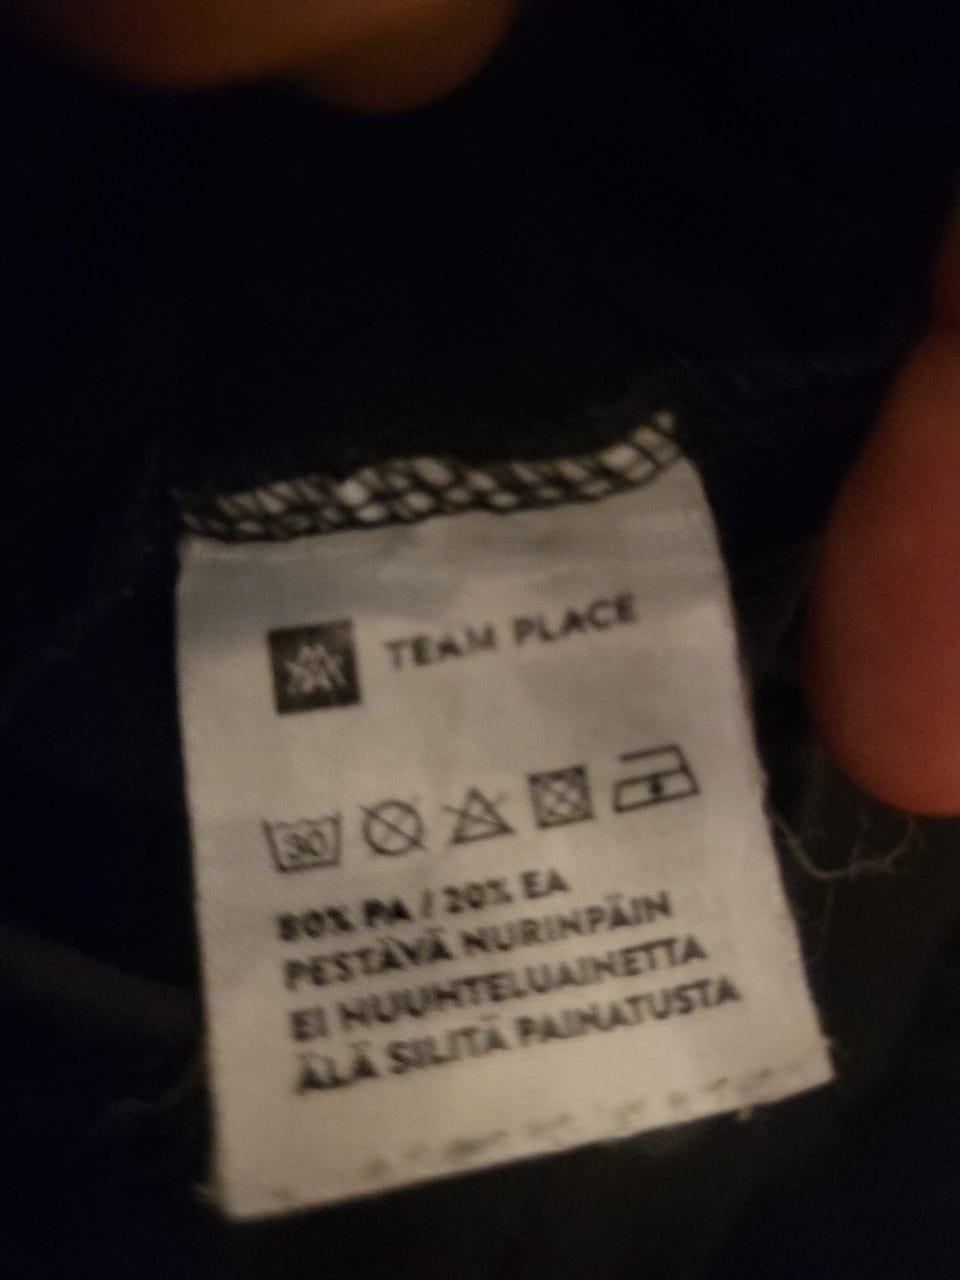 TEAM PLACE
30
80% PA / 20% EA
PESTÄVÄ NURINPÄIN
EI HUUHTELUAINETTA
ÄLÄ SILITÄ PAINATUSTA